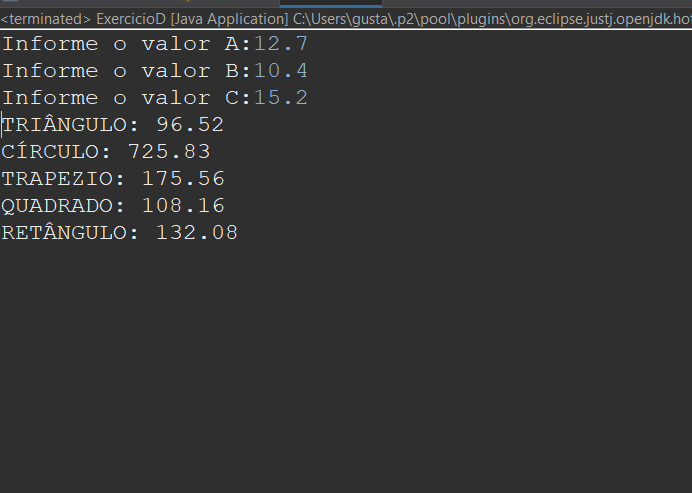 <terminated> ExercicioD [Java Application] C:\Users\gusta\.p2\pool\plugins\org.eclipse.justj.openjdk.hot
Informe o valor A:12.7
Informe o valor B:10.4
Informe o valor C:15.2
TRIÂNGULO: 96.52
CÍRCULO: 725.83
TRAPEZIO: 175.56
QUADRADO: 108.16
RETÂNGULO: 132.08